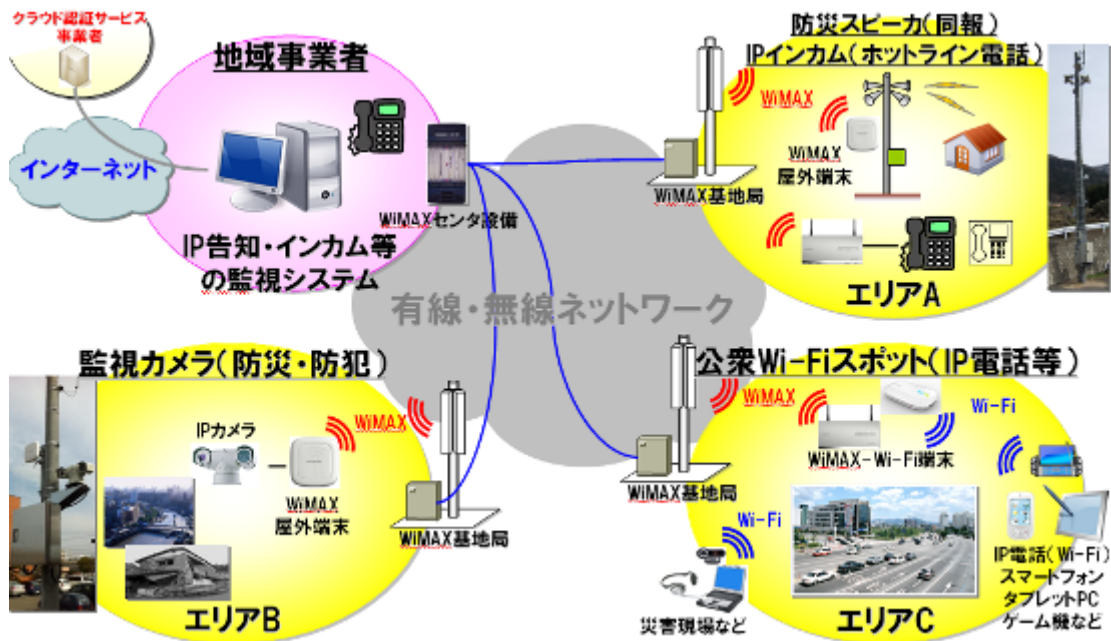 クラウド認証サービス
事業者
地域事業者
インターネット
WiMAXセンタ設備
IP告知・インカム等
の監視システム
有線・無線ネットワーク
防災スピーカ(同報)
IPインカム(ホットライン電話)
WiMAX
WiMAX
屋外端末
WiMAX基地局
エリアA
監視カメラ(防災・防犯)
IPカメラ
WiMAX
WiMAX
屋外端末
WiMAX基地局
エリアB
公衆Wi-Fiスポット(IP電話等)
WiMAX
Wi-Fi
WiMAX-Wi-Fi端末
WiMAX基地局
Wi-Fi
IP電話(Wi-Fi)
スマートフォン
タブレットPC
ゲーム機など
災害現場など
エリアC